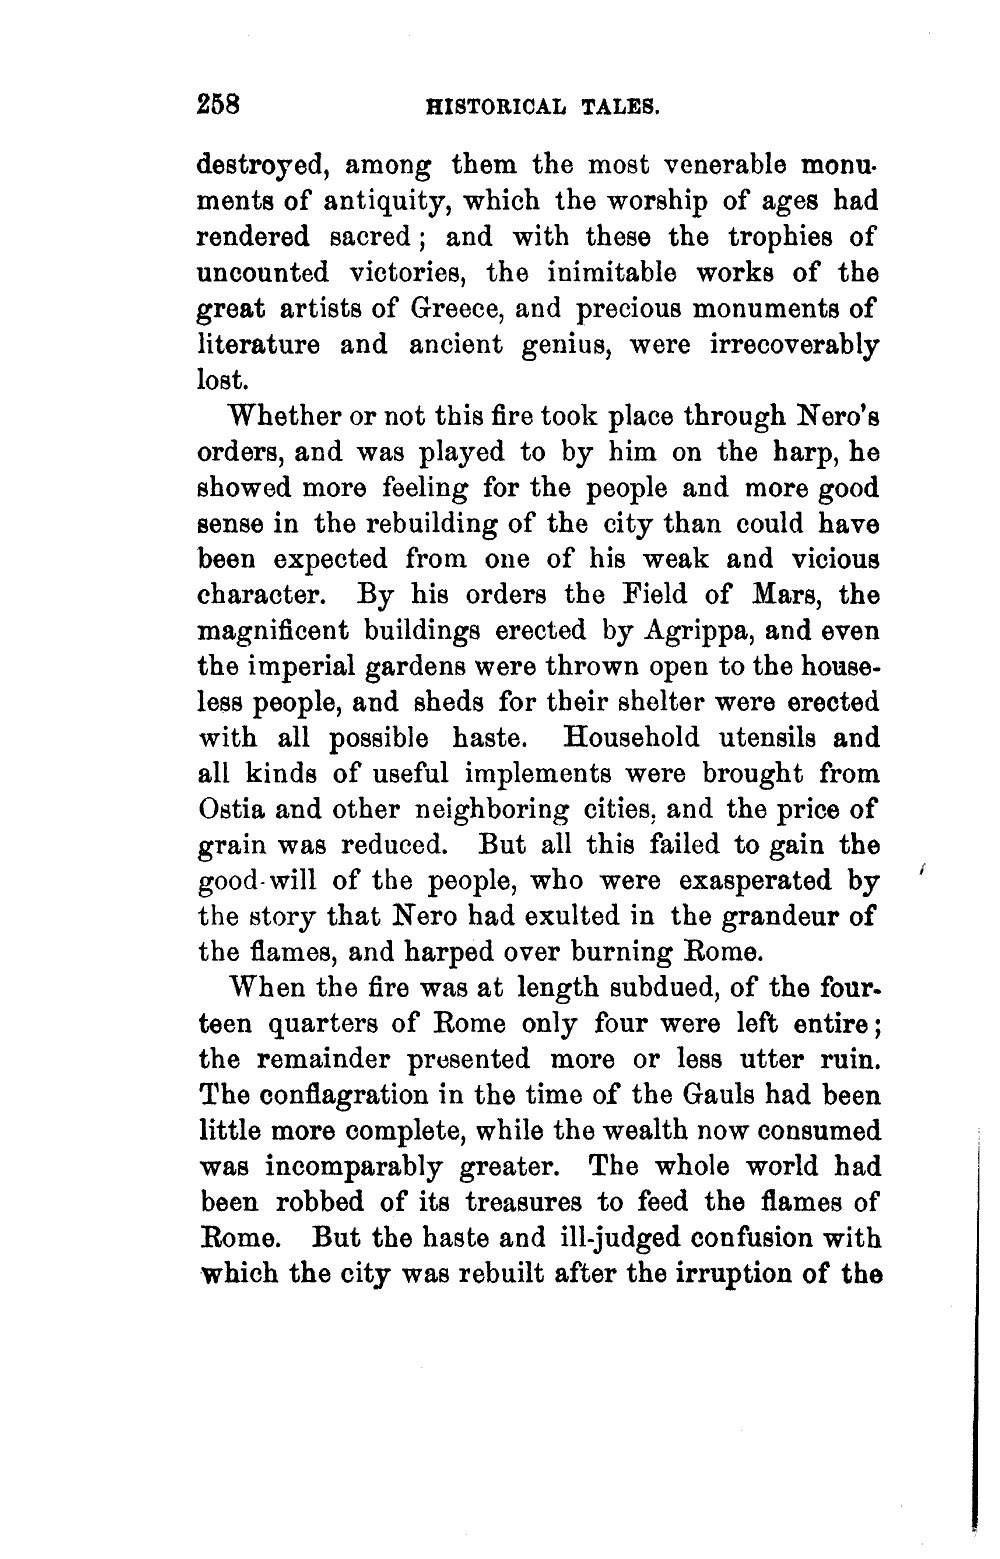 258 HISTORICAL TALES.
destroyed, among them the most venerable monu-
ments of antiquity, which the worship of ages had
rendered sacred; and with these the trophies of
uncounted victories, the inimitable works of the
great artists of Greece, and precious monuments of
literature and ancient genius, were irrecoverably
lost.
Whether or not this fire took place through Nero's
orders, and was played to by him on the harp, he
showed more feeling for the people and more good
sense in the rebuilding of the city than could have
been expected from one of his weak and vicious
character. By his orders the Field of Mars, the
magnificent buildings erected by Agrippa, and even
the imperial gardens were thrown open to the house-
less people, and sheds for their shelter were erected
with all possible haste. Household utensils and
all kinds of useful implements were brought from
Ostia and other neighboring cities, and the price of
grain was reduced. But all this failed to gain the
good-will of the people, who were exasperated by
the story that Nero had exulted in the grandeur of
the flames, and harped over burning Rome.
When the fire was at length subdued, of the four-
teen quarters of Rome only four were left entire;
the remainder presented more or less utter ruin.
The conflagration in the time of the Gauls had been
little more complete, while the wealth now consumed
was incomparably greater. The whole world had
been robbed of its treasures to feed the flames of
Rome. But the haste and ill-judged confusion with
which the city was rebuilt after the irruption of the